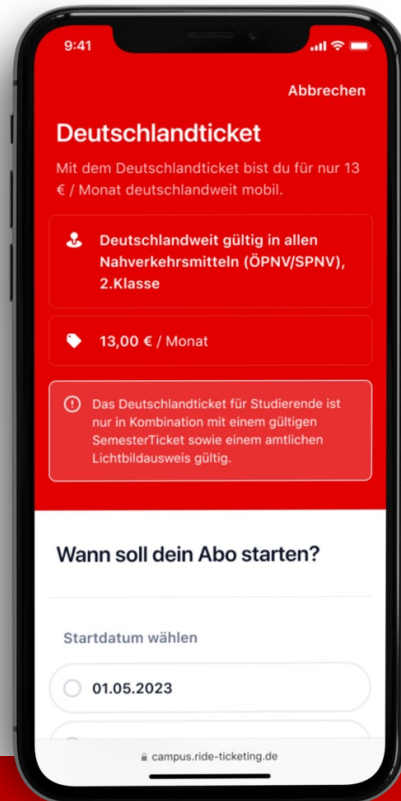 9:41
Abbrechen
Deutschlandticket
Mit dem Deutschlandticket bist du für nur 13
€ / Monat deutschlandweit mobil.
Deutschlandweit gültig in allen
Nahverkehrsmitteln (ÖPNV/SPNV),
2.Klasse
13,00 € / Monat
Das Deutschlandticket für Studierende ist
nur in Kombination mit einem gültigen
SemesterTicket sowie einem amtlichen
Lichtbildausweis gültig.
Wann soll dein Abo starten?
Startdatum wählen
01.05.2023
campus.ride-ticketing.de